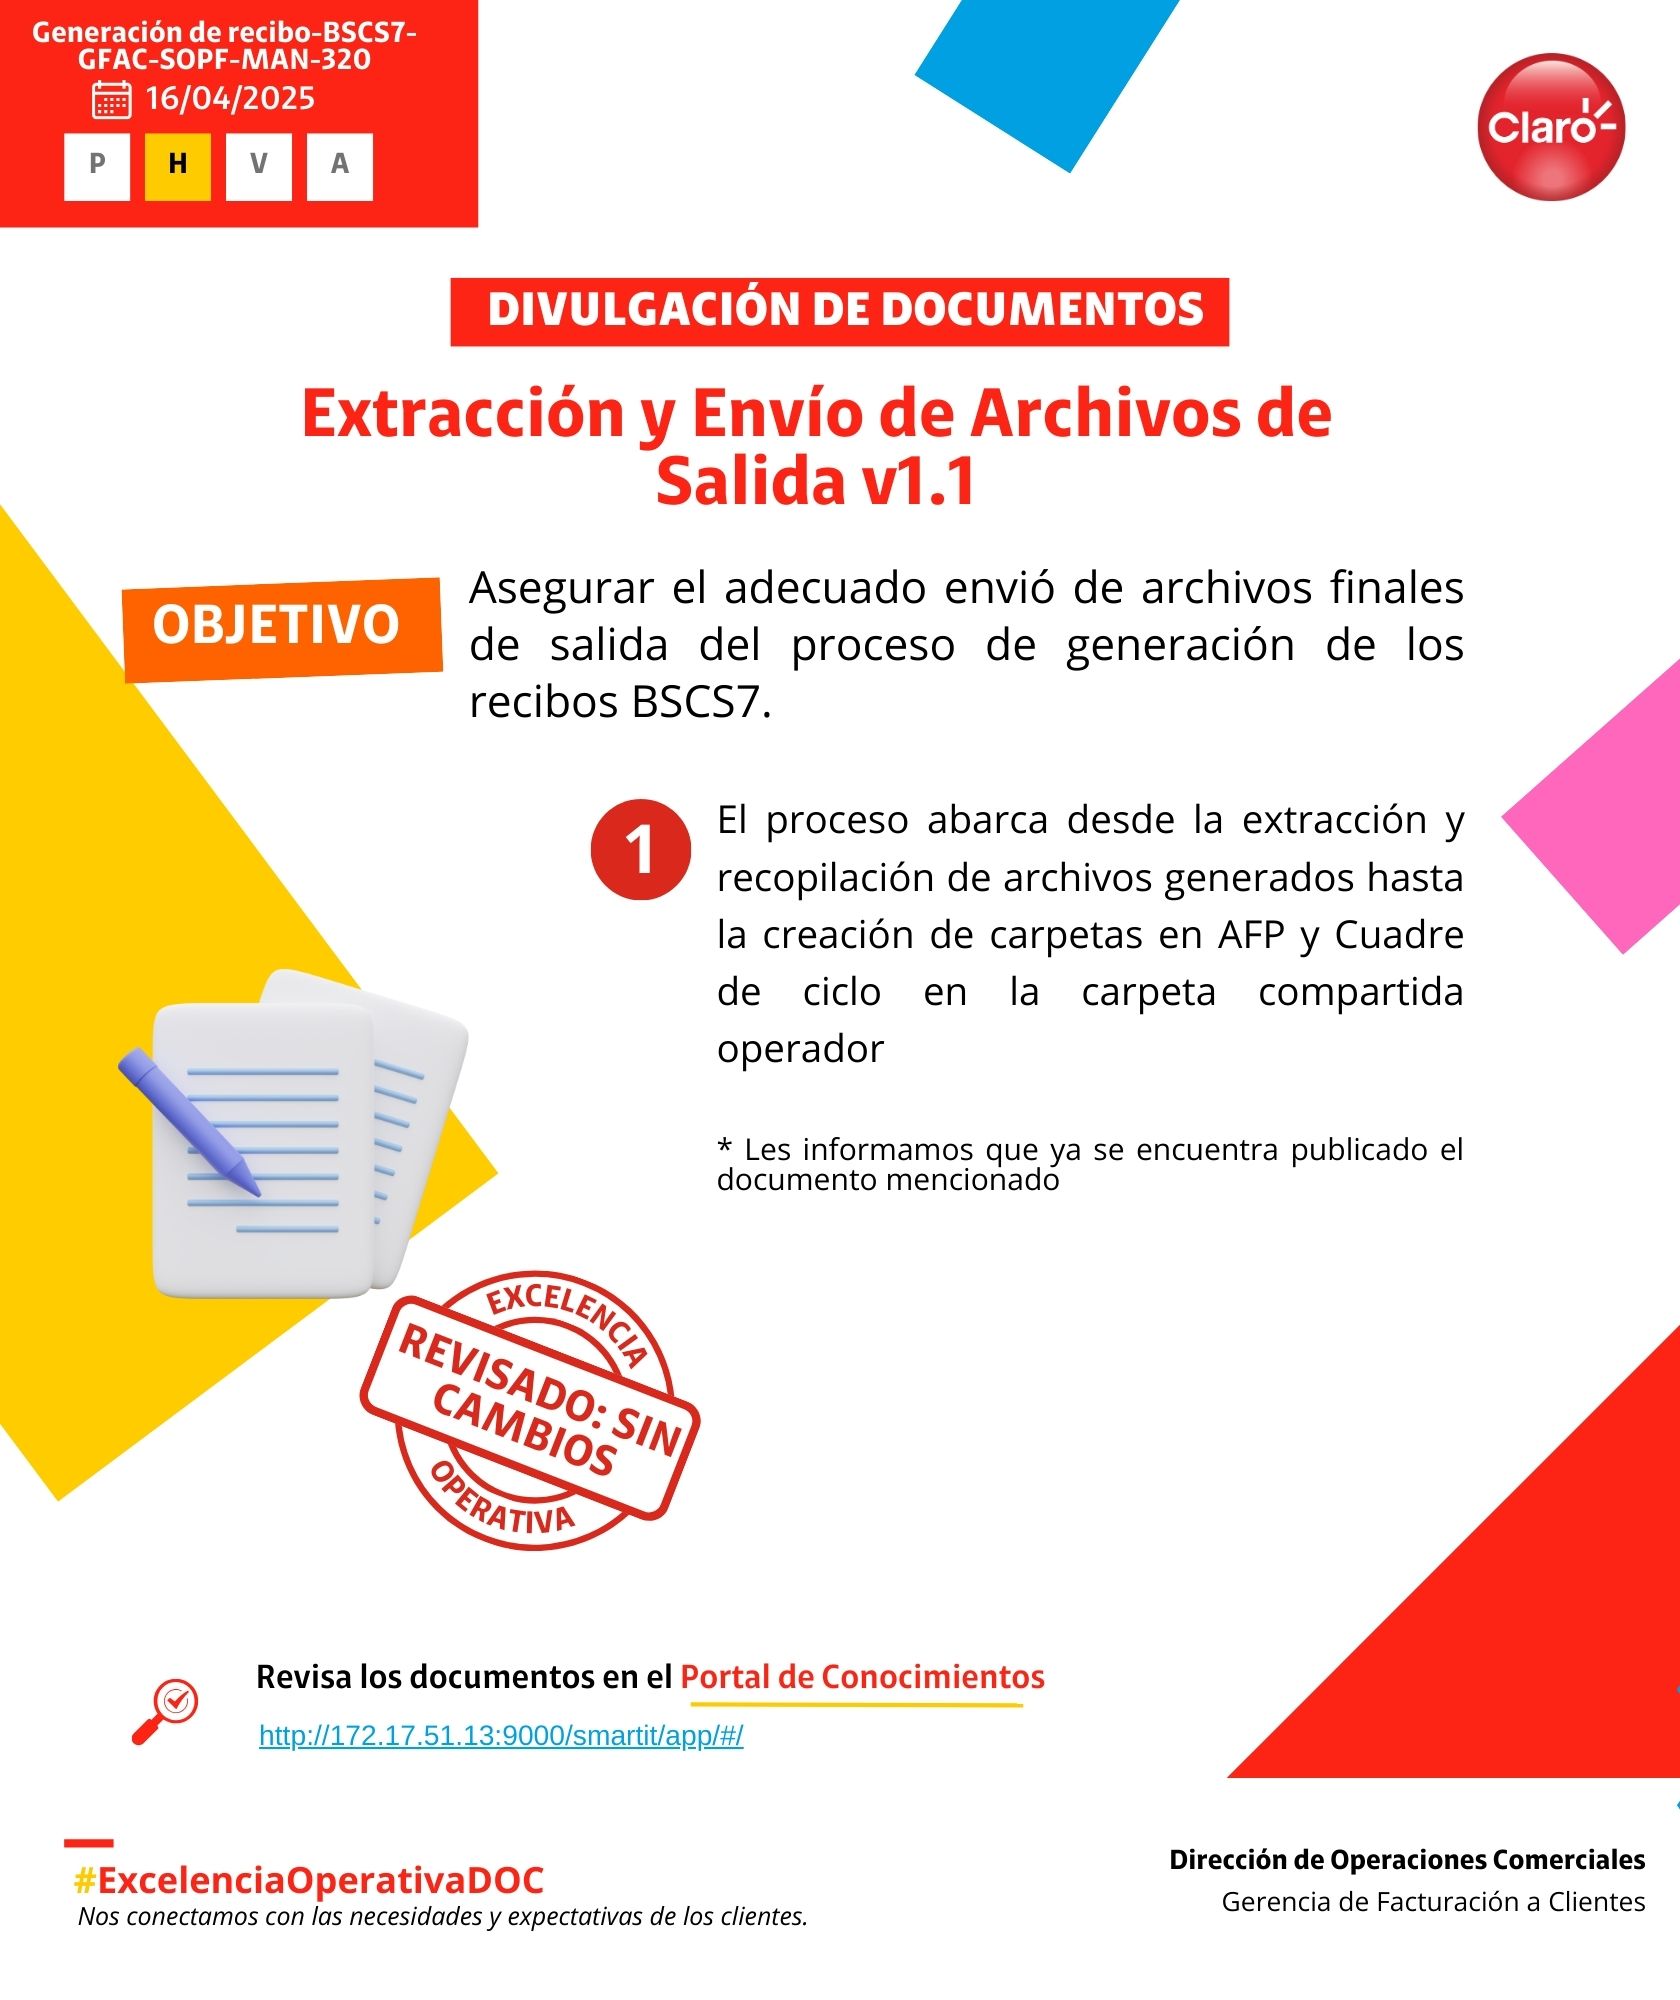 Generación de recibo-BSCS7-
GFAC-SOPF-MAN-320
16/04/2025
P H V A
Claro
DIVULGACIÓN DE DOCUMENTOS
Extracción y Envío de Archivos de
Salida v1.1
OBJETIVO
Asegurar el adecuado envió de archivos finales
de salida del proceso de generación de los
recibos BSCS7.
1
El proceso abarca desde la extracción y
recopilación de archivos generados hasta
la creación de carpetas en AFP y Cuadre
de ciclo en la carpeta compartida
operador
* Les informamos que ya se encuentra publicado el
documento mencionado
EXCELENCIA
REVISADO: SIN
CAMBIOS
OPERATIVA
Revisa los documentos en el Portal de Conocimientos
http://172.17.51.13:9000/smartit/app/#/
#ExcelenciaOperativaDOC
Nos conectamos con las necesidades y expectativas de los clientes.
Dirección de Operaciones Comerciales
Gerencia de Facturación a Clientes